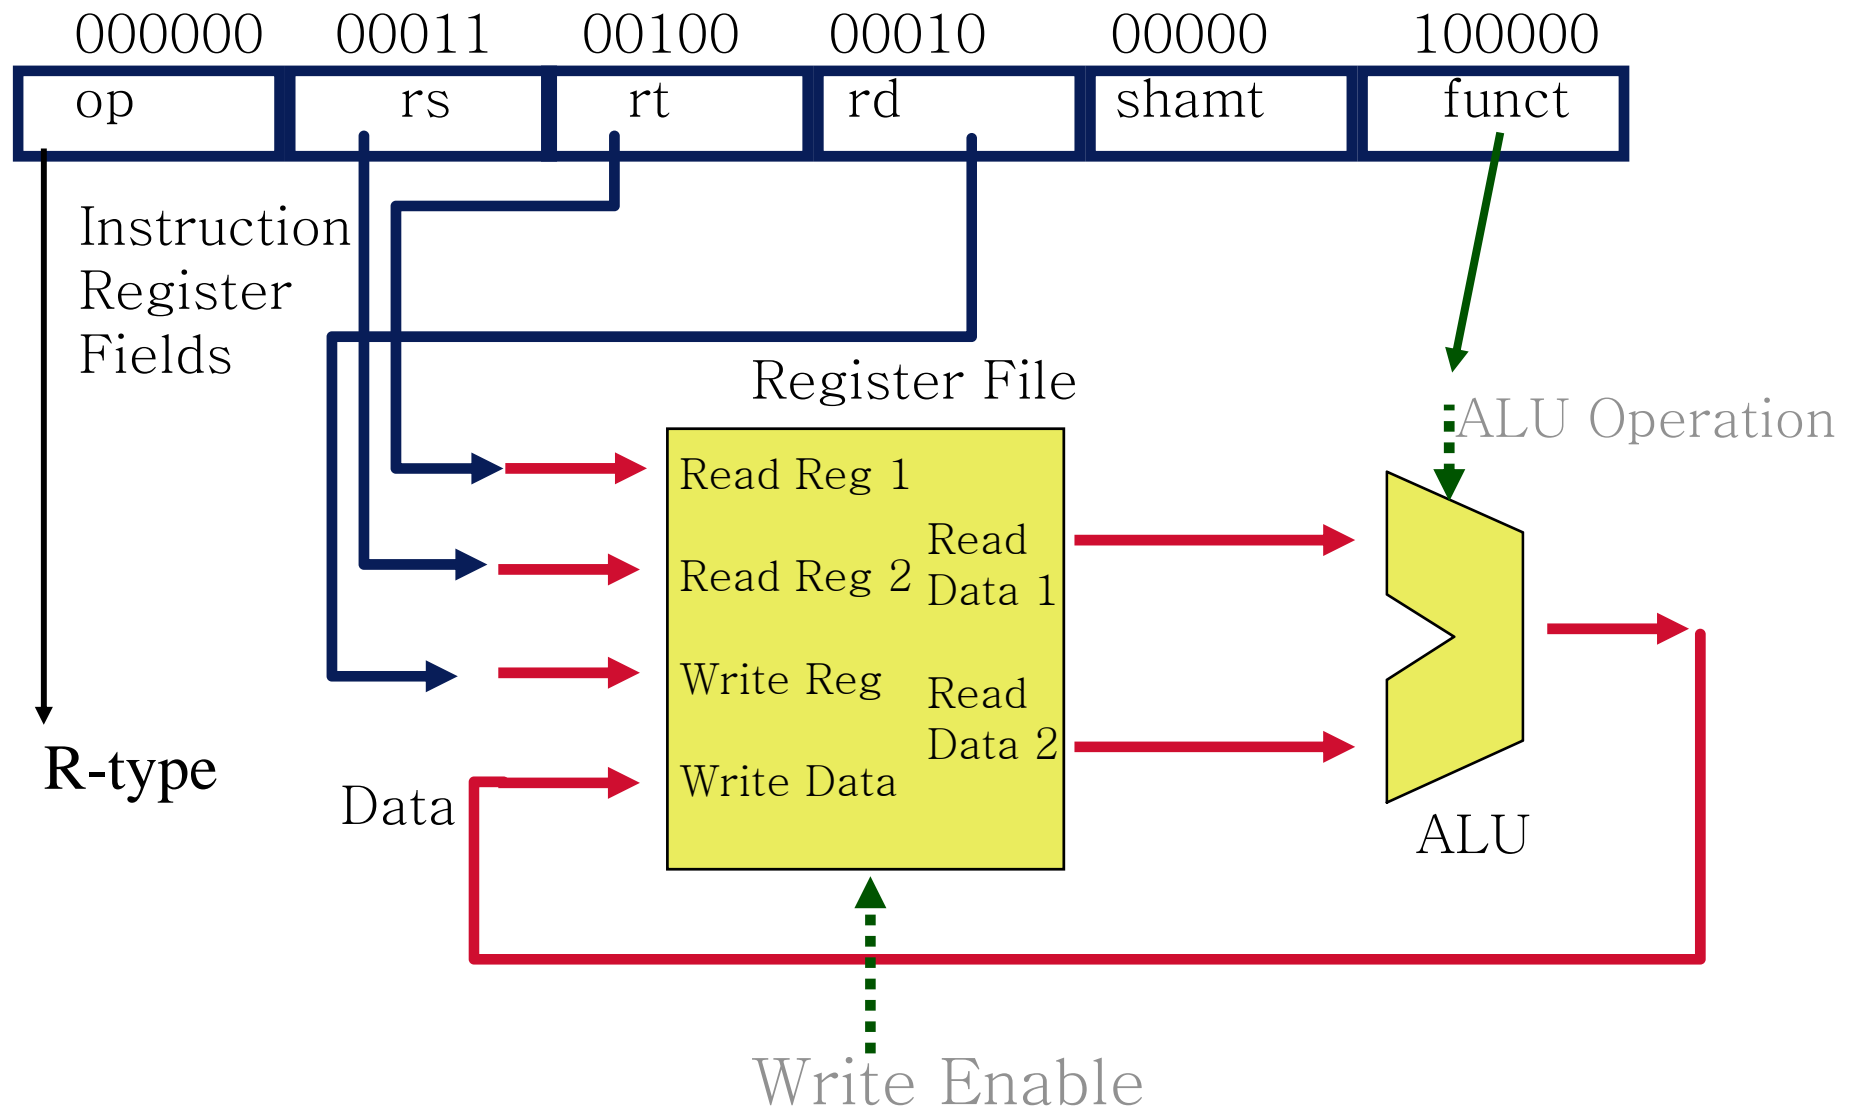 000000 00011 00100 00010 00000 100000
op rs rt rd shamt funct
Instruction
Register
Fields
Register File
ALU Operation
Read Reg 1
Read
Data 1
Read Reg 2
Write Reg
Read
Data 2
Write Data
R-type
Data
ALU
Write Enable